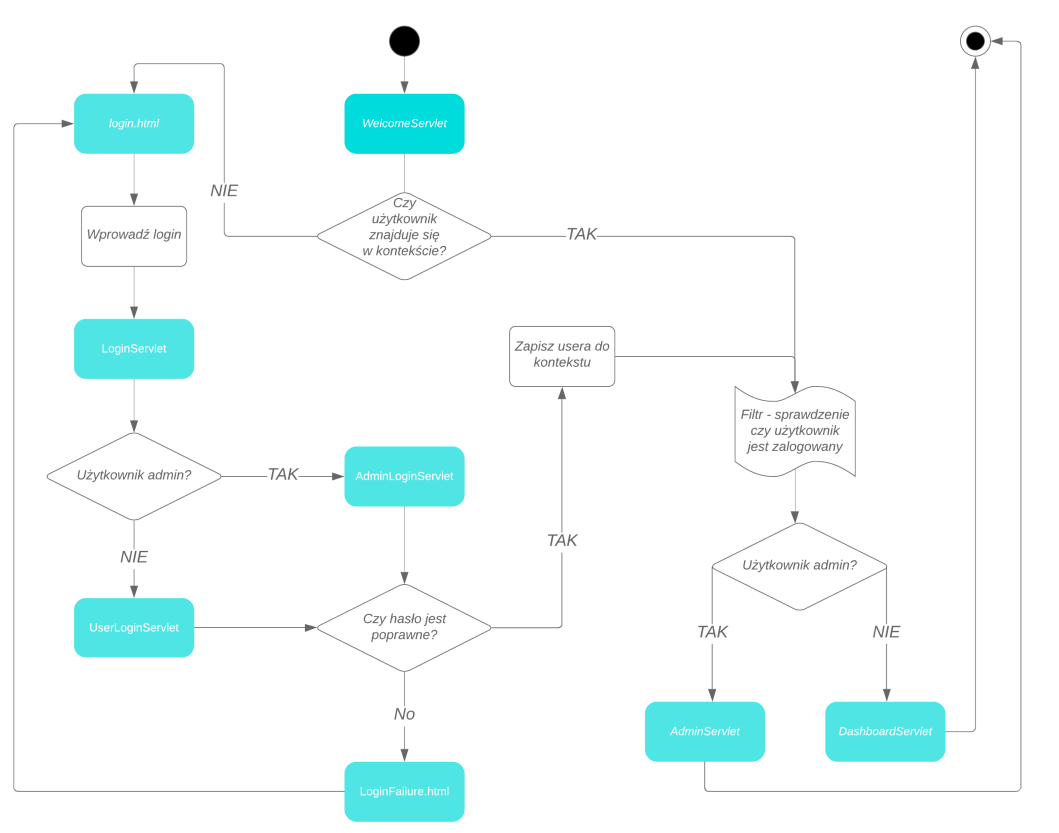 login.html
WelcomeServlet
NIE
Czy
użytkownik
znajduje się
w kontekście?
TAK
Wprowadź login
LoginServlet
Zapisz usera do
kontekstu
Filtr - sprawdzenie
czy użytkownik
jest zalogowany
Użytkownik admin?
TAK
AdminLoginServlet
NIE
TAK
Użytkownik admin?
UserLoginServlet
Czy hasło jest
poprawne?
TAK
NIE
No
AdminServlet
DashboardServlet
LoginFailure.html